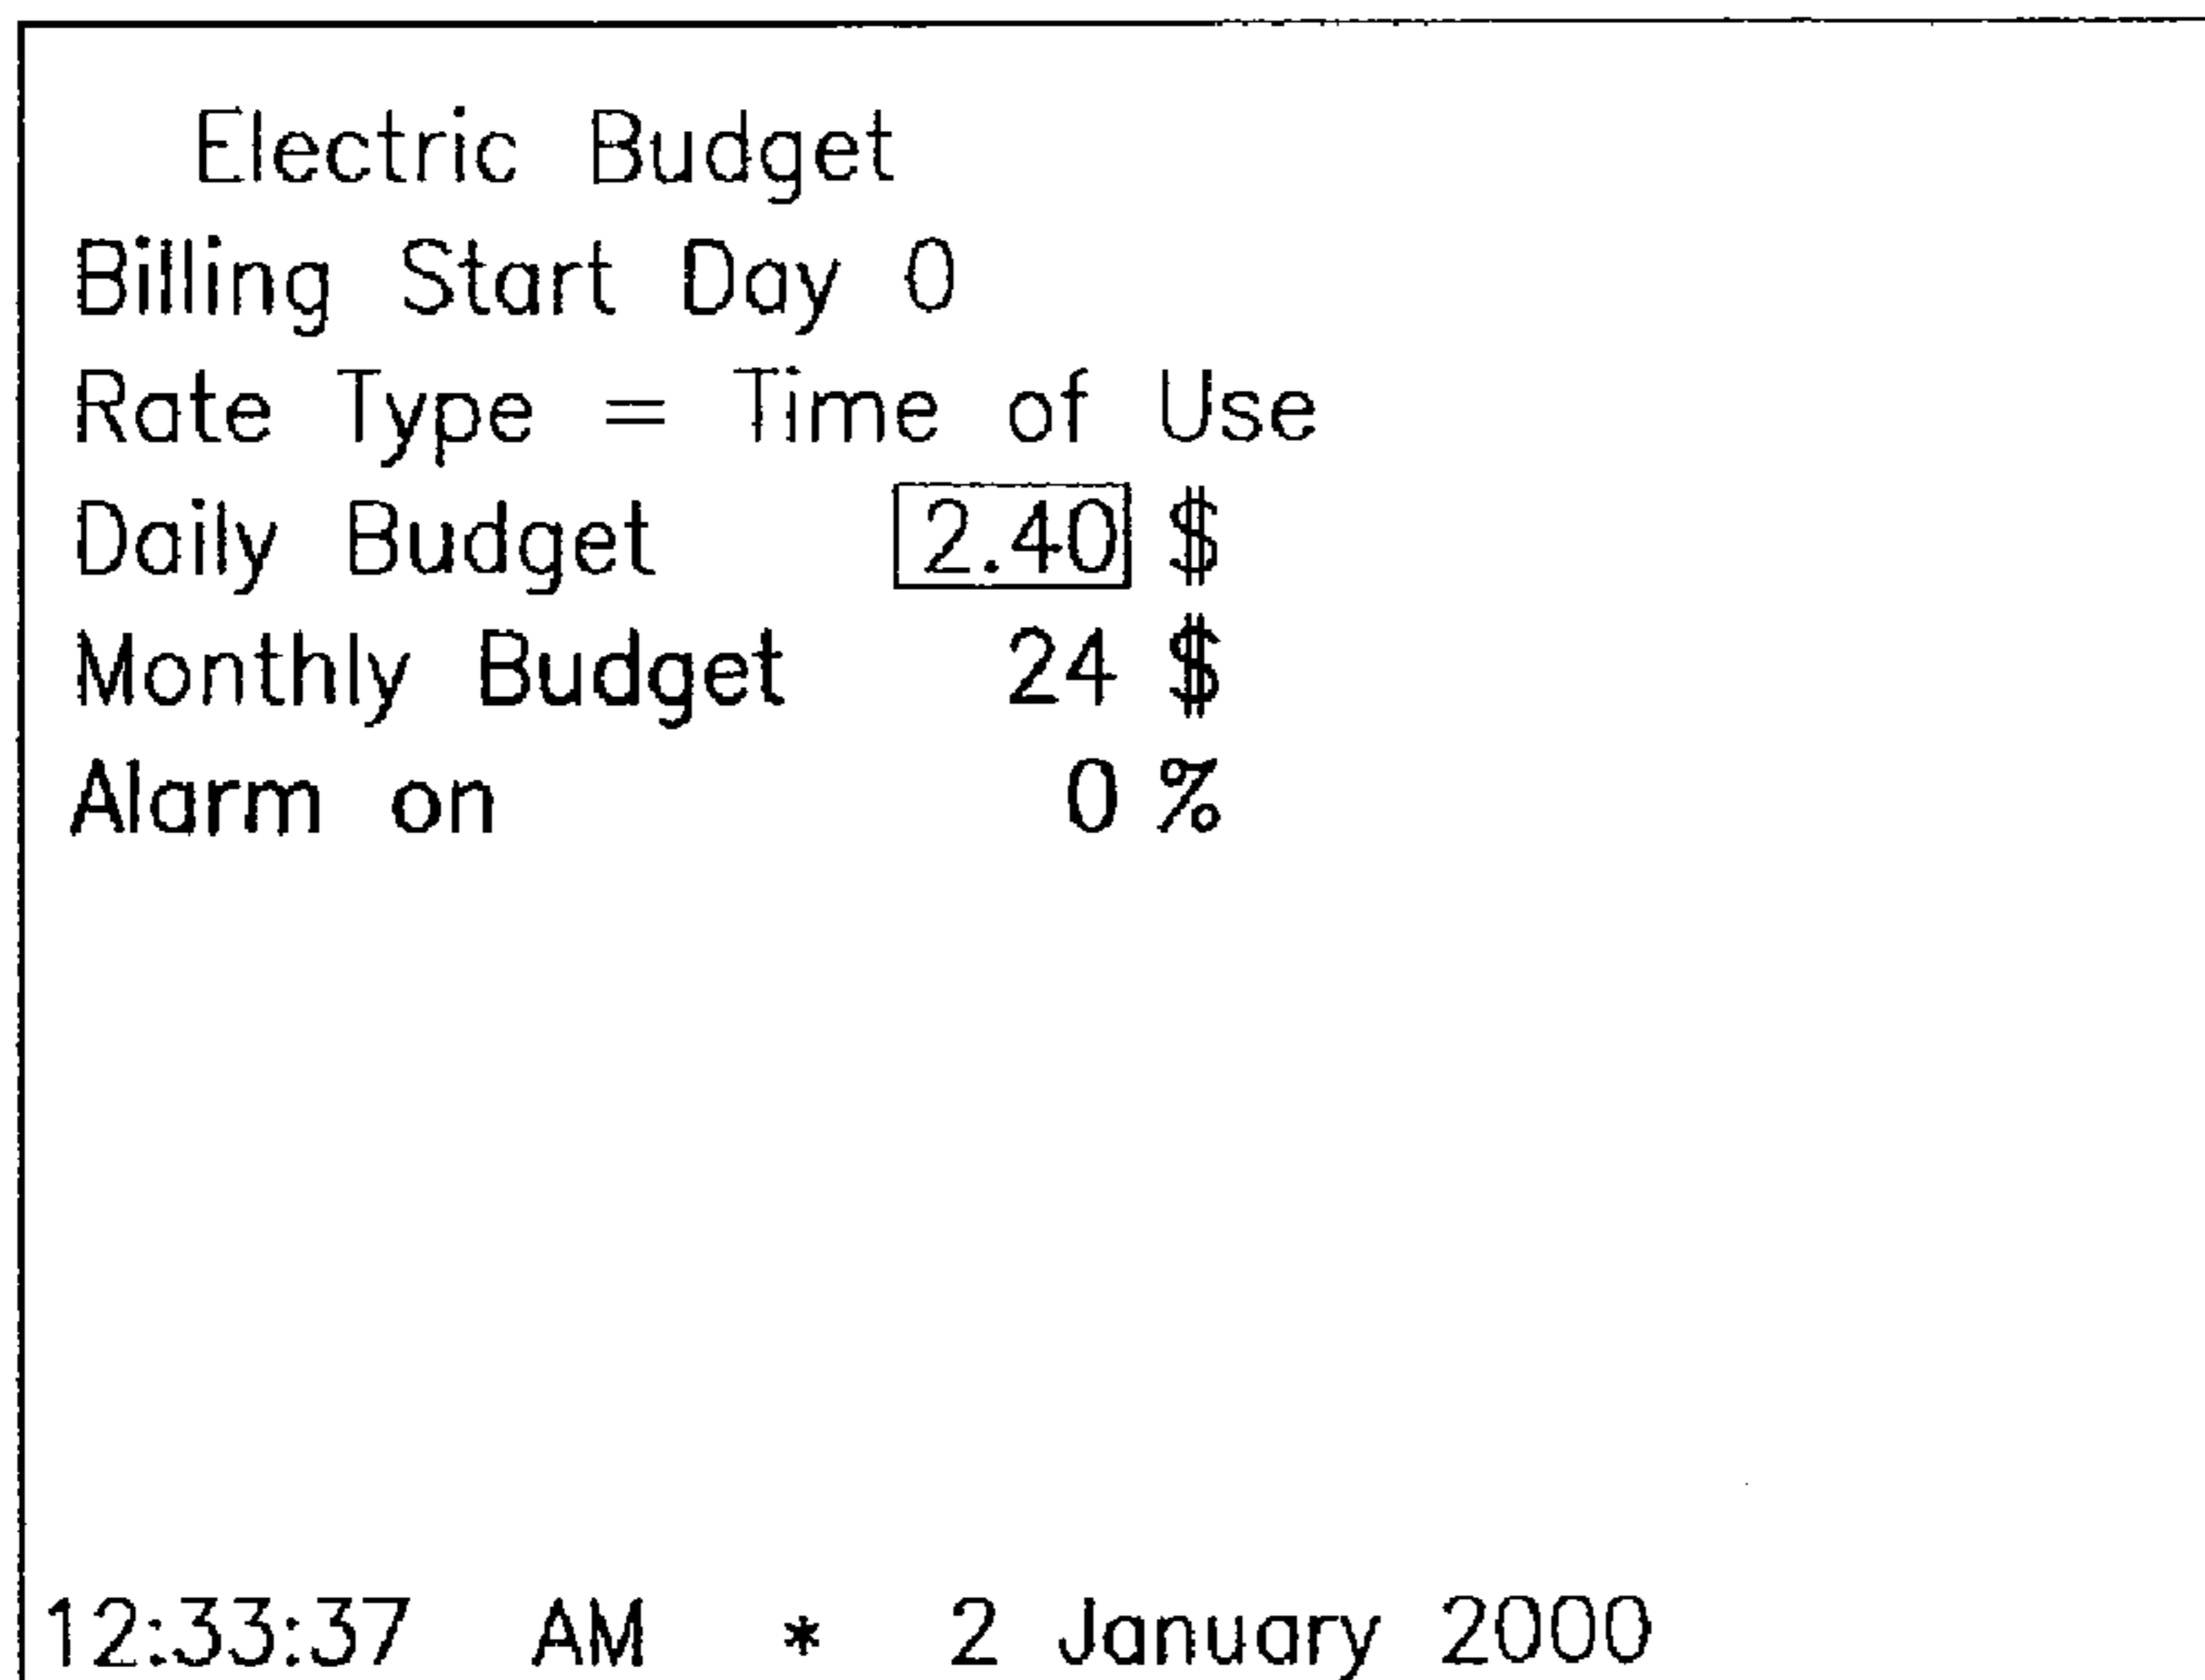 Electric Budget
Billing Start Day 0
Rate Type = Time of Use
Daily Budget 2.40 $
Monthly Budget 24 $
Alarm on 0 %
12:33:37 AM * 2 January 2000